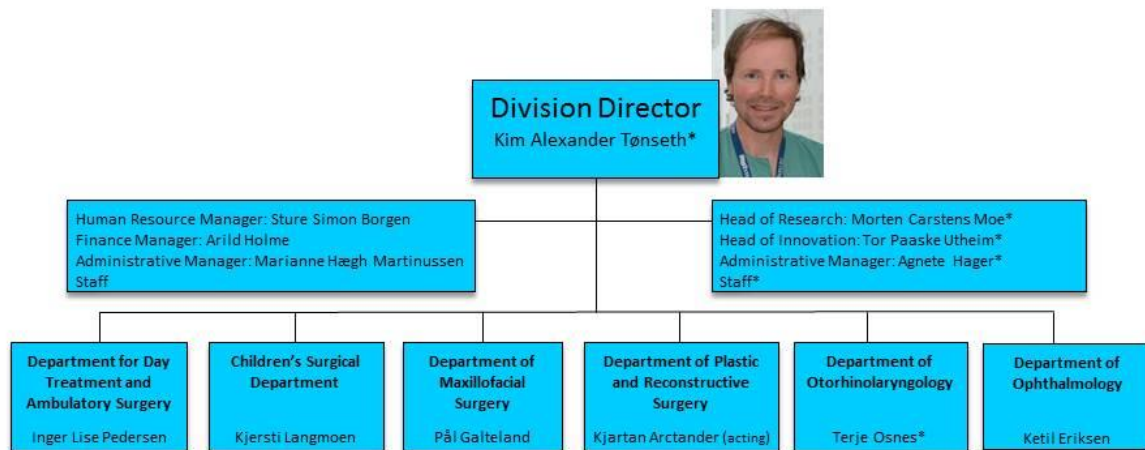 Division Director
Kim Alexander Tønseth*
Human Resource Manager: Sture Simon Borgen
Finance Manager: Arild Holme
Administrative Manager: Marianne Hægh Martinussen
Staff
Head of Research: Morten Carstens Moe*
Head of Innovation: Tor Paaske Utheim*
Administrative Manager: Agnete Hager*
Staff*
Department for Day
Treatment and
Ambulatory Surgery
Inger Lise Pedersen
Children's Surgical
Department
Kjersti Langmoen
Department of
Maxillofacial
Surgery
Pål Galteland
Department of Plastic
and Reconstructive
Surgery
Kjartan Arctander (acting)
Department of
Otorhinolaryngology
Terje Osnes*
Department of
Ophthalmology
Ketil Eriksen